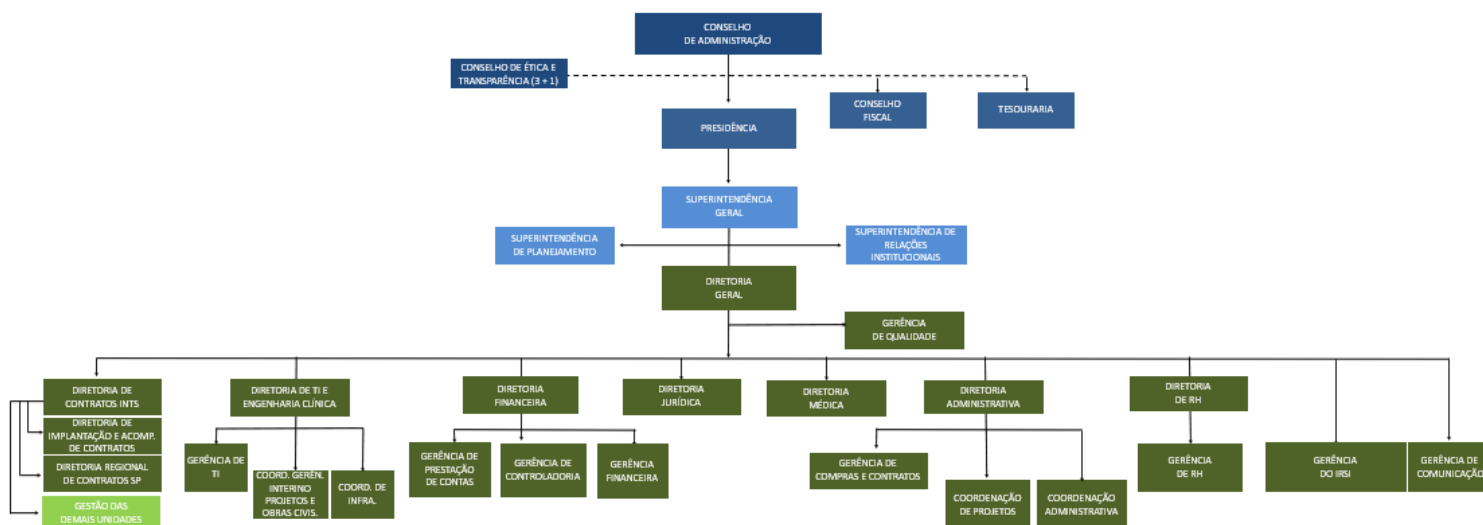 CONSELHO
DE ADMINISTRAÇÃO
CONSELHO DE ÉTICA E
TRANSPARÊNCIA (3 + 1)
CONSELHO
FISCAL
TESOURARIA
PRESIDÊNCIA
SUPERINTENDÊNCIA
GERAL
SUPERINTENDÊNCIA
DE PLANEJAMENTO
SUPERINTENDÊNCIA DE
RELAÇÕES
INSTITUCIONAIS
DIRETORIA
GERAL
GERÊNCIA
DE QUALIDADE
DIRETORIA DE
CONTRATOS INTS
DIRETORIA DE TI E
ENGENHARIA CLÍNICA
DIRETORIA
FINANCEIRA
DIRETORIA
JURÍDICA
DIRETORIA
MÉDICA
DIRETORIA
ADMINISTRATIVA
DIRETORIA
DE RH
DIRETORIA DE
IMPLANTAÇÃO E ACOMP.
DE CONTRATOS
DIRETORIA REGIONAL
DE CONTRATOS SP
GESTÃO DAS
DEMAIS UNIDADES
GERÊNCIA DE
TI
COORD. GERÊN.
INTERINO
PROJETOS E
OBRAS CIVIS.
COORD. DE
INFRA.
GERÊNCIA DE
PRESTAÇÃO
DE CONTAS
GERÊNCIA DE
CONTROLADORIA
GERÊNCIA
FINANCEIRA
GERÊNCIA DE
COMPRAS E CONTRATOS
COORDENAÇÃO
DE PROJETOS
COORDENAÇÃO
ADMINISTRATIVA
GERÊNCIA
DE RH
GERÊNCIA
DO IRSI
GERÊNCIA DE
COMUNICAÇÃO